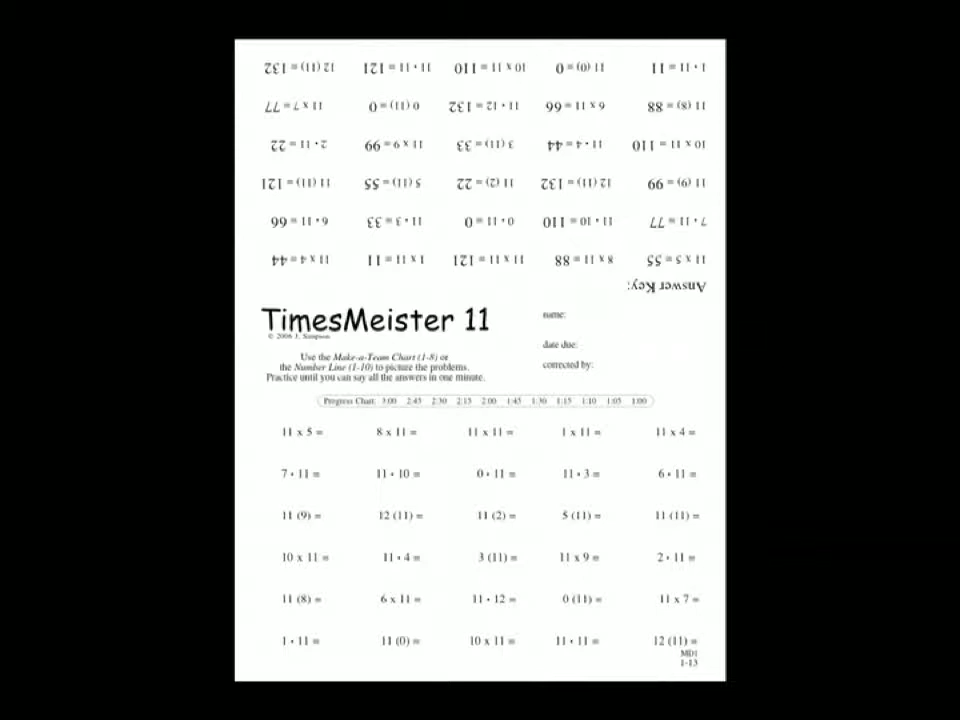 Answer Key:
11 x 5 = 55 8 x 11 = 88 11 x 11 = 121 1 x 11 = 11 11 x 4 = 44
7 • 11 = 77 11 • 10 = 110 0 • 11 = 0 11 • 3 = 33 6 • 11 = 66
11 (9) = 99 12 (11) = 132 11 (2) = 22 5 (11) = 55 11 (11) = 121
10 x 11 = 110 11 • 4 = 44 3 (11) = 33 11 x 9 = 99 2 • 11 = 22
11 (8) = 88 6 x 11 = 66 11 • 12 = 132 0 (11) = 0 11 x 7 = 77
1 • 11 = 11 11 (0) = 0 10 x 11 = 110 11 • 11 = 121 12 (11) = 132
TimesMeister 11
© 2006 J. Simpson
name:
date due:
corrected by:
Use the Make-a-Team Chart (1-8) or
the Number Line (1-10) to picture the problems.
Practice until you can say all the answers in one minute.
Progress Chart: 3:00 2:45 2:30 2:15 2:00 1:45 1:30 1:15 1:10 1:05 1:00
11 x 5 = 8 x 11 = 11 x 11 = 1 x 11 = 11 x 4 =
7 • 11 = 11 • 10 = 0 • 11 = 11 • 3 = 6 • 11 =
11 (9) = 12 (11) = 11 (2) = 5 (11) = 11 (11) =
10 x 11 = 11 • 4 = 3 (11) = 11 x 9 = 2 • 11 =
11 (8) = 6 x 11 = 11 • 12 = 0 (11) = 11 x 7 =
1 • 11 = 11 (0) = 10 x 11 = 11 • 11 = 12 (11) =
MD1
1-13